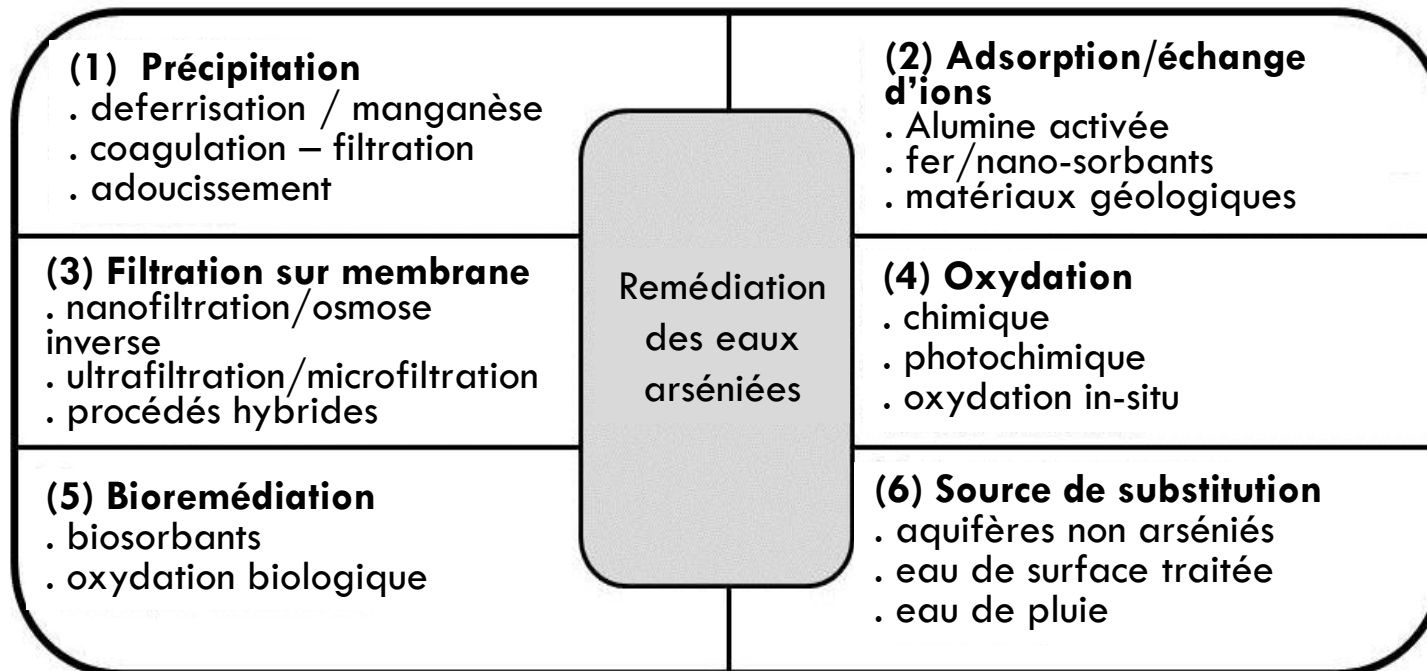 (1) Précipitation
. deferrisation / manganèse
. coagulation – filtration
. adoucissement
(2) Adsorption/échange
d’ions
. Alumine activée
. fer/nano-sorbants
. matériaux géologiques
(3) Filtration sur membrane
. nanofiltration/osmose
inverse
. ultrafiltration/microfiltration
. procédés hybrides
Remédiation
des eaux
arséniées
(4) Oxydation
. chimique
. photochimique
. oxydation in-situ
(5) Bioremédiation
. biosorbants
. oxydation biologique
(6) Source de substitution
. aquifères non arséniés
. eau de surface traitée
. eau de pluie